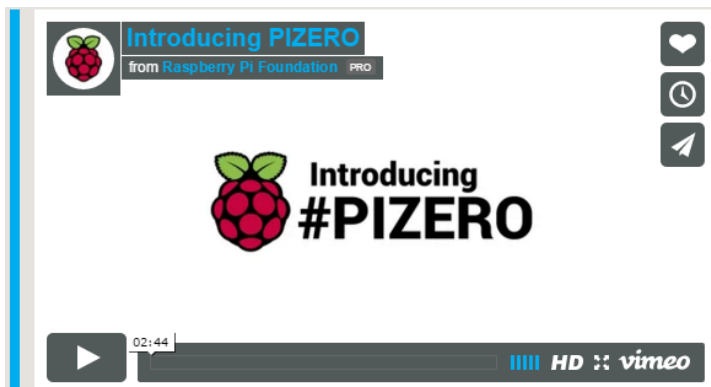 Introducing PIZERO
from Raspberry Pi Foundation PRO
Introducing
#PIZERO
02:44
HD vimeo